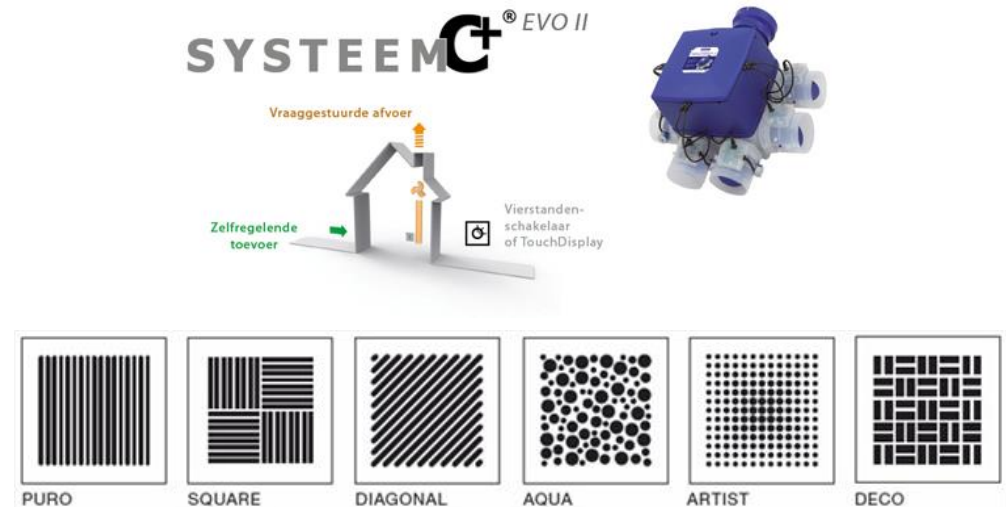 SYSTEEM C+® EVO II
Vraaggestuurde afvoer
Zelfregelende
toevoer
Vierstanden-
schakelaar
of TouchDisplay
PURO
SQUARE
DIAGONAL
AQUA
ARTIST
DECO